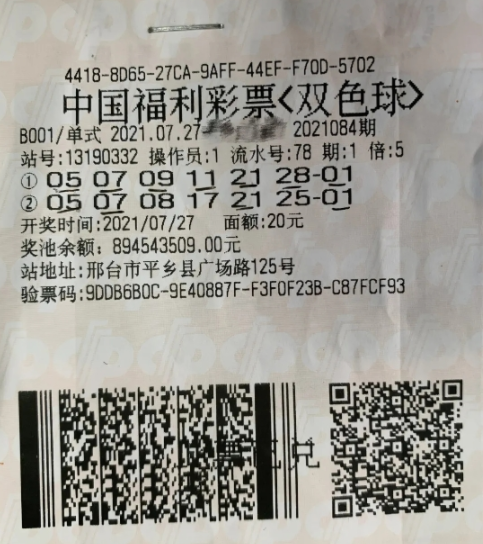 4418-8D65-27CA-9AFF-44EF-F70D-5702
中国福利彩票<双色球>
B001/单式 2021.07.27 2021084期
站号:13190332 操作员:1 流水号:78 期:1 倍:5
① 05 07 09 11 21 28-01
② 05 07 08 17 21 25-01
开奖时间:2021/07/27 面额:20元
奖池余额: 894543509.00元
站地址:邢台市平乡县广场路125号
验票码:9DDB6B0C-9E40887F-F3F0F23B-C87FCF93
票已兑